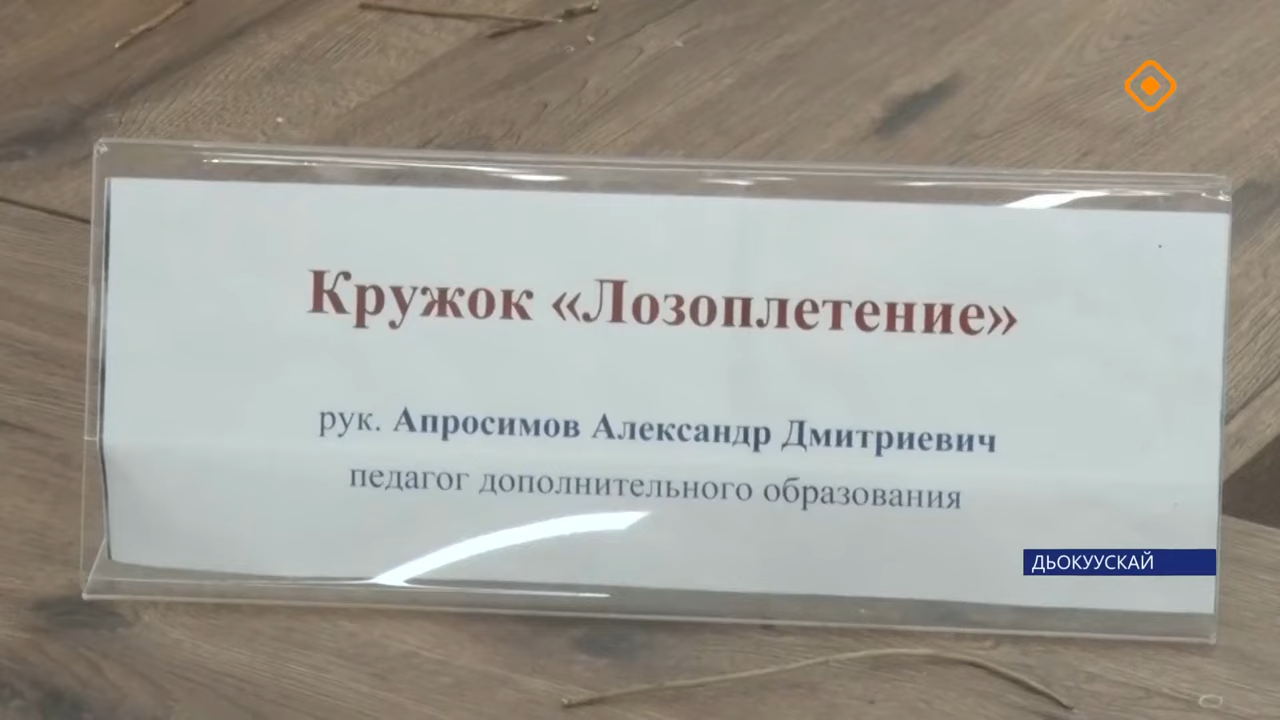 Кружок «Лозоплетение»
рук. Апросимов Александр Дмитриевич
педагог дополнительного образования
ДЬОКУУСКАЙ